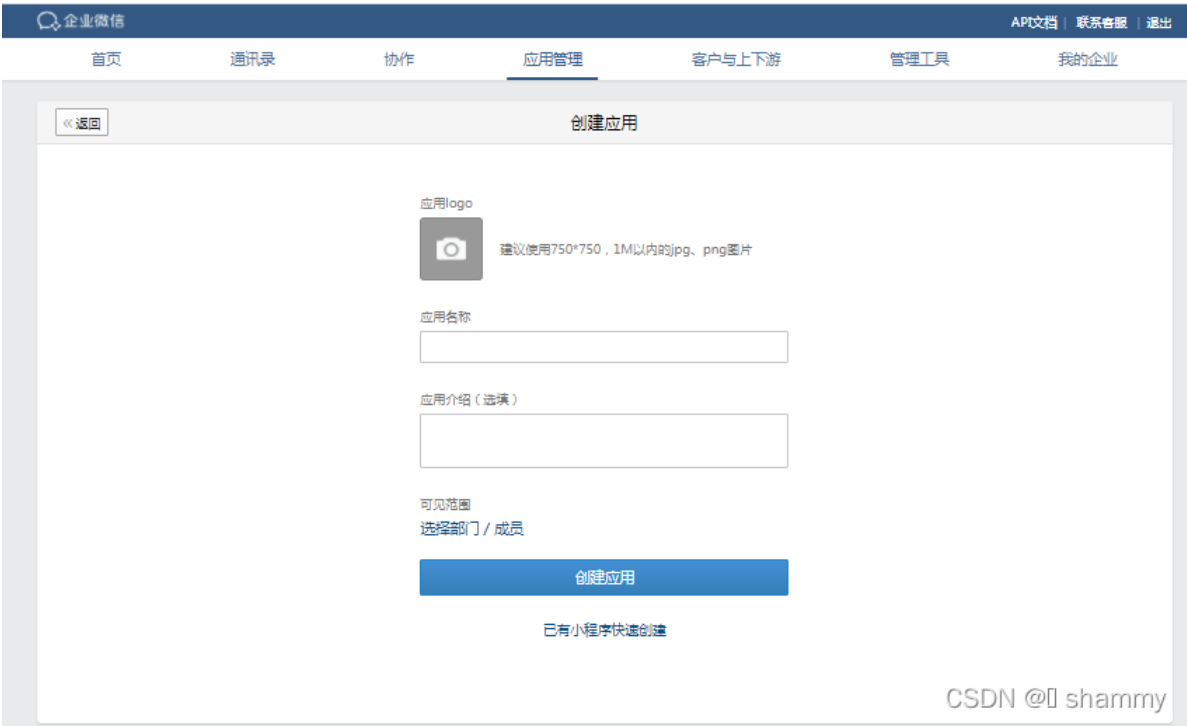 企业微信
API文档 | 联系客服 | 退出
首页 通讯录 协作 应用管理 客户与上下游 管理工具 我的企业
«返回
创建应用
应用logo
建议使用750*750，1M以内的jpg、png图片
应用名称
应用介绍（选填）
可见范围
选择部门 / 成员
创建应用
已有小程序快速创建
CSDN @ shammy